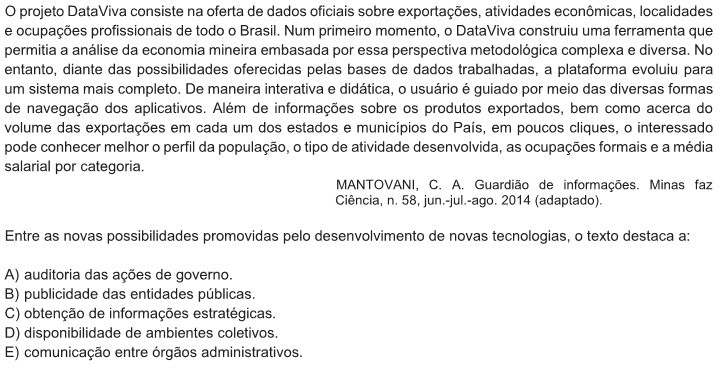 O projeto DataViva consiste na oferta de dados oficiais sobre exportações, atividades econômicas, localidades
e ocupações profissionais de todo o Brasil. Num primeiro momento, o DataViva construiu uma ferramenta que
permitia a análise da economia mineira embasada por essa perspectiva metodológica complexa e diversa. No
entanto, diante das possibilidades oferecidas pelas bases de dados trabalhadas, a plataforma evoluiu para
um sistema mais completo. De maneira interativa e didática, o usuário é guiado por meio das diversas formas
de navegação dos aplicativos. Além de informações sobre os produtos exportados, bem como acerca do
volume das exportações em cada um dos estados e municípios do País, em poucos cliques, o interessado
pode conhecer melhor o perfil da população, o tipo de atividade desenvolvida, as ocupações formais e a média
salarial por categoria.
MANTOVANI, C. A. Guardião de informações. Minas faz
Ciência, n. 58, jun.-jul.-ago. 2014 (adaptado).
Entre as novas possibilidades promovidas pelo desenvolvimento de novas tecnologias, o texto destaca a:
A) auditoria das ações de governo.
B) publicidade das entidades públicas.
C) obtenção de informações estratégicas.
D) disponibilidade de ambientes coletivos.
E) comunicação entre órgãos administrativos.